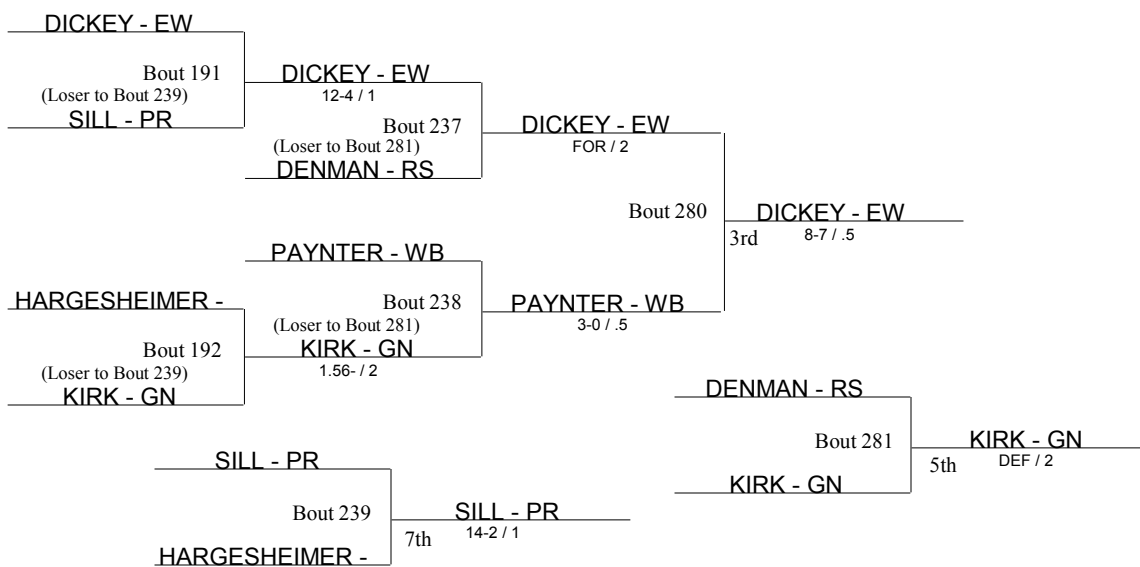 DICKEY - EW
Bout 191
(Loser to Bout 239)
SILL - PR
DICKEY - EW
12-4 / 1
Bout 237
(Loser to Bout 281)
DENMAN - RS
DICKEY - EW
FOR / 2
Bout 280
DICKEY - EW
3rd
8-7 / .5
PAYNTER - WB
HARGESHEIMER -
Bout 238
(Loser to Bout 281)
PAYNTER - WB
3-0 / .5
Bout 192
(Loser to Bout 239)
KIRK - GN
KIRK - GN
1.56- / 2
DENMAN - RS
Bout 281
KIRK - GN
KIRK - GN
5th
DEF / 2
SILL - PR
Bout 239
HARGESHEIMER -
SILL - PR
7th
14-2 / 1